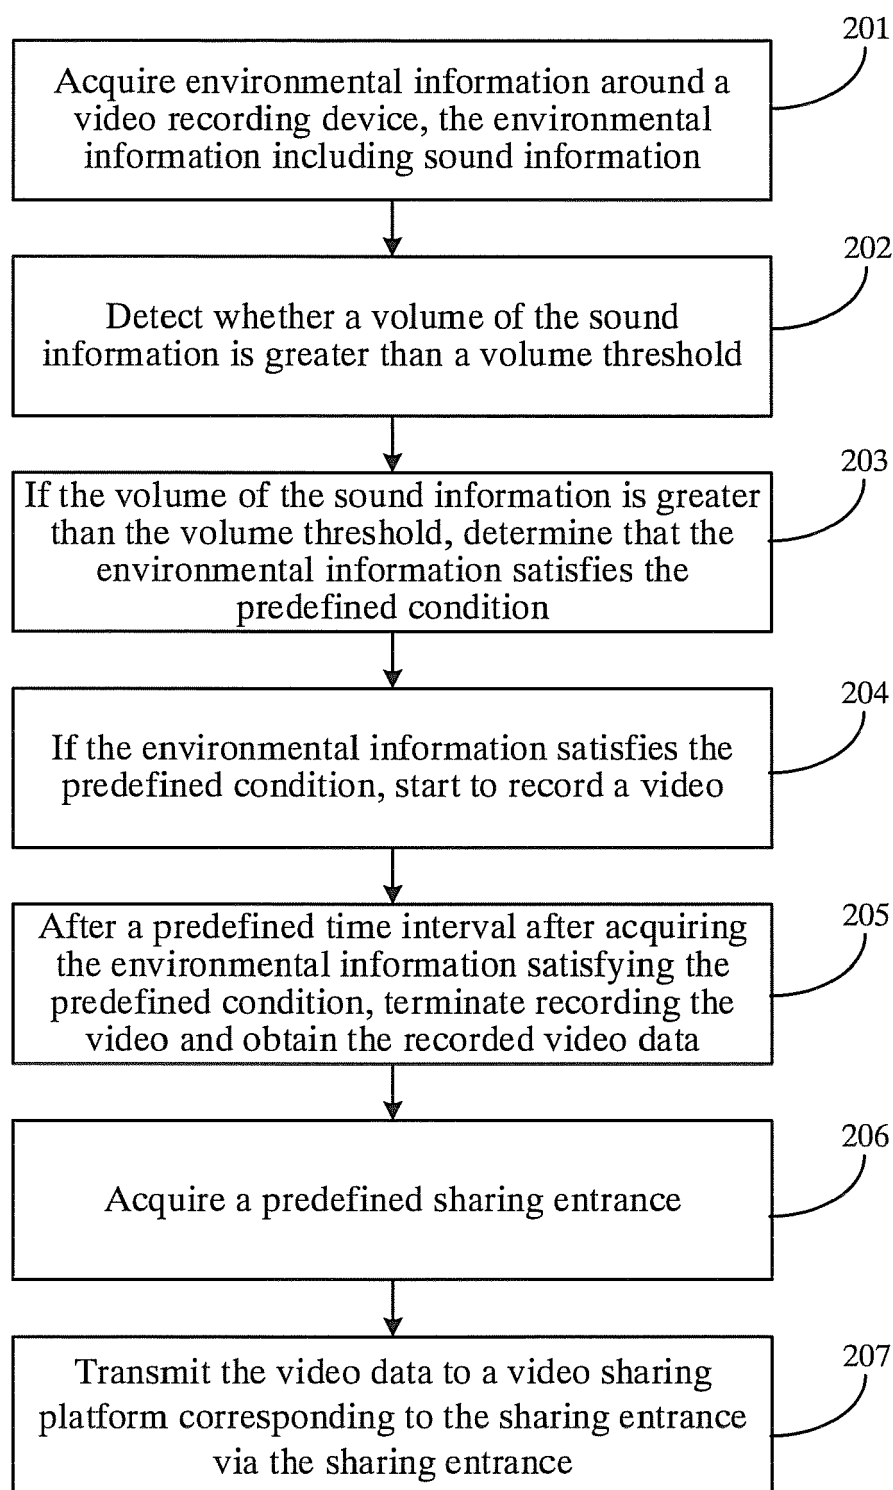 201
Acquire environmental information around a
video recording device, the environmental
information including sound information
202
Detect whether a volume of the sound
information is greater than a volume threshold
203
If the volume of the sound information is greater
than the volume threshold, determine that the
environmental information satisfies the
predefined condition
204
If the environmental information satisfies the
predefined condition, start to record a video
205
After a predefined time interval after acquiring
the environmental information satisfying the
predefined condition, terminate recording the
video and obtain the recorded video data
206
Acquire a predefined sharing entrance
207
Transmit the video data to a video sharing
platform corresponding to the sharing entrance
via the sharing entrance